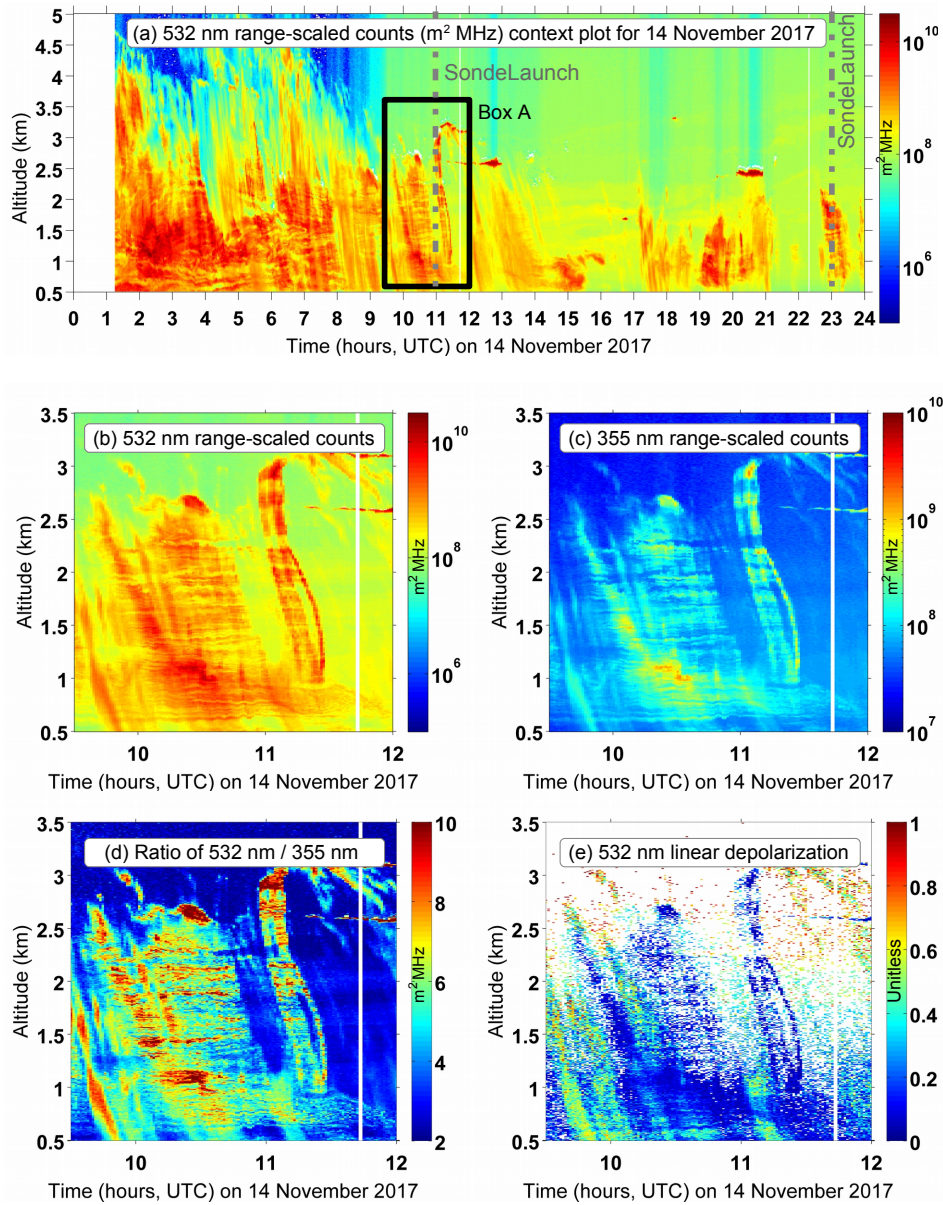 (a) 532 nm range-scaled counts (m² MHz) context plot for 14 November 2017
SondeLaunch
SondeLaunch
Box A
Altitude (km)
5
4.5
4
3.5
3
2.5
2
1.5
1
0.5
0 1 2 3 4 5 6 7 8 9 10 11 12 13 14 15 16 17 18 19 20 21 22 23 24
Time (hours, UTC) on 14 November 2017
10¹⁰
10⁸
10⁶
m² MHz
(b) 532 nm range-scaled counts
Altitude (km)
3.5
3
2.5
2
1.5
1
0.5
10 11 12
Time (hours, UTC) on 14 November 2017
10¹⁰
10⁸
10⁶
m² MHz
(c) 355 nm range-scaled counts
Altitude (km)
3.5
3
2.5
2
1.5
1
0.5
10 11 12
Time (hours, UTC) on 14 November 2017
10¹⁰
10⁹
10⁸
10⁷
m² MHz
(d) Ratio of 532 nm / 355 nm
Altitude (km)
3.5
3
2.5
2
1.5
1
0.5
10 11 12
Time (hours, UTC) on 14 November 2017
10
8
6
4
2
m² MHz
(e) 532 nm linear depolarization
Altitude (km)
3.5
3
2.5
2
1.5
1
0.5
10 11 12
Time (hours, UTC) on 14 November 2017
1
0.8
0.6
0.4
0.2
0
Unitless